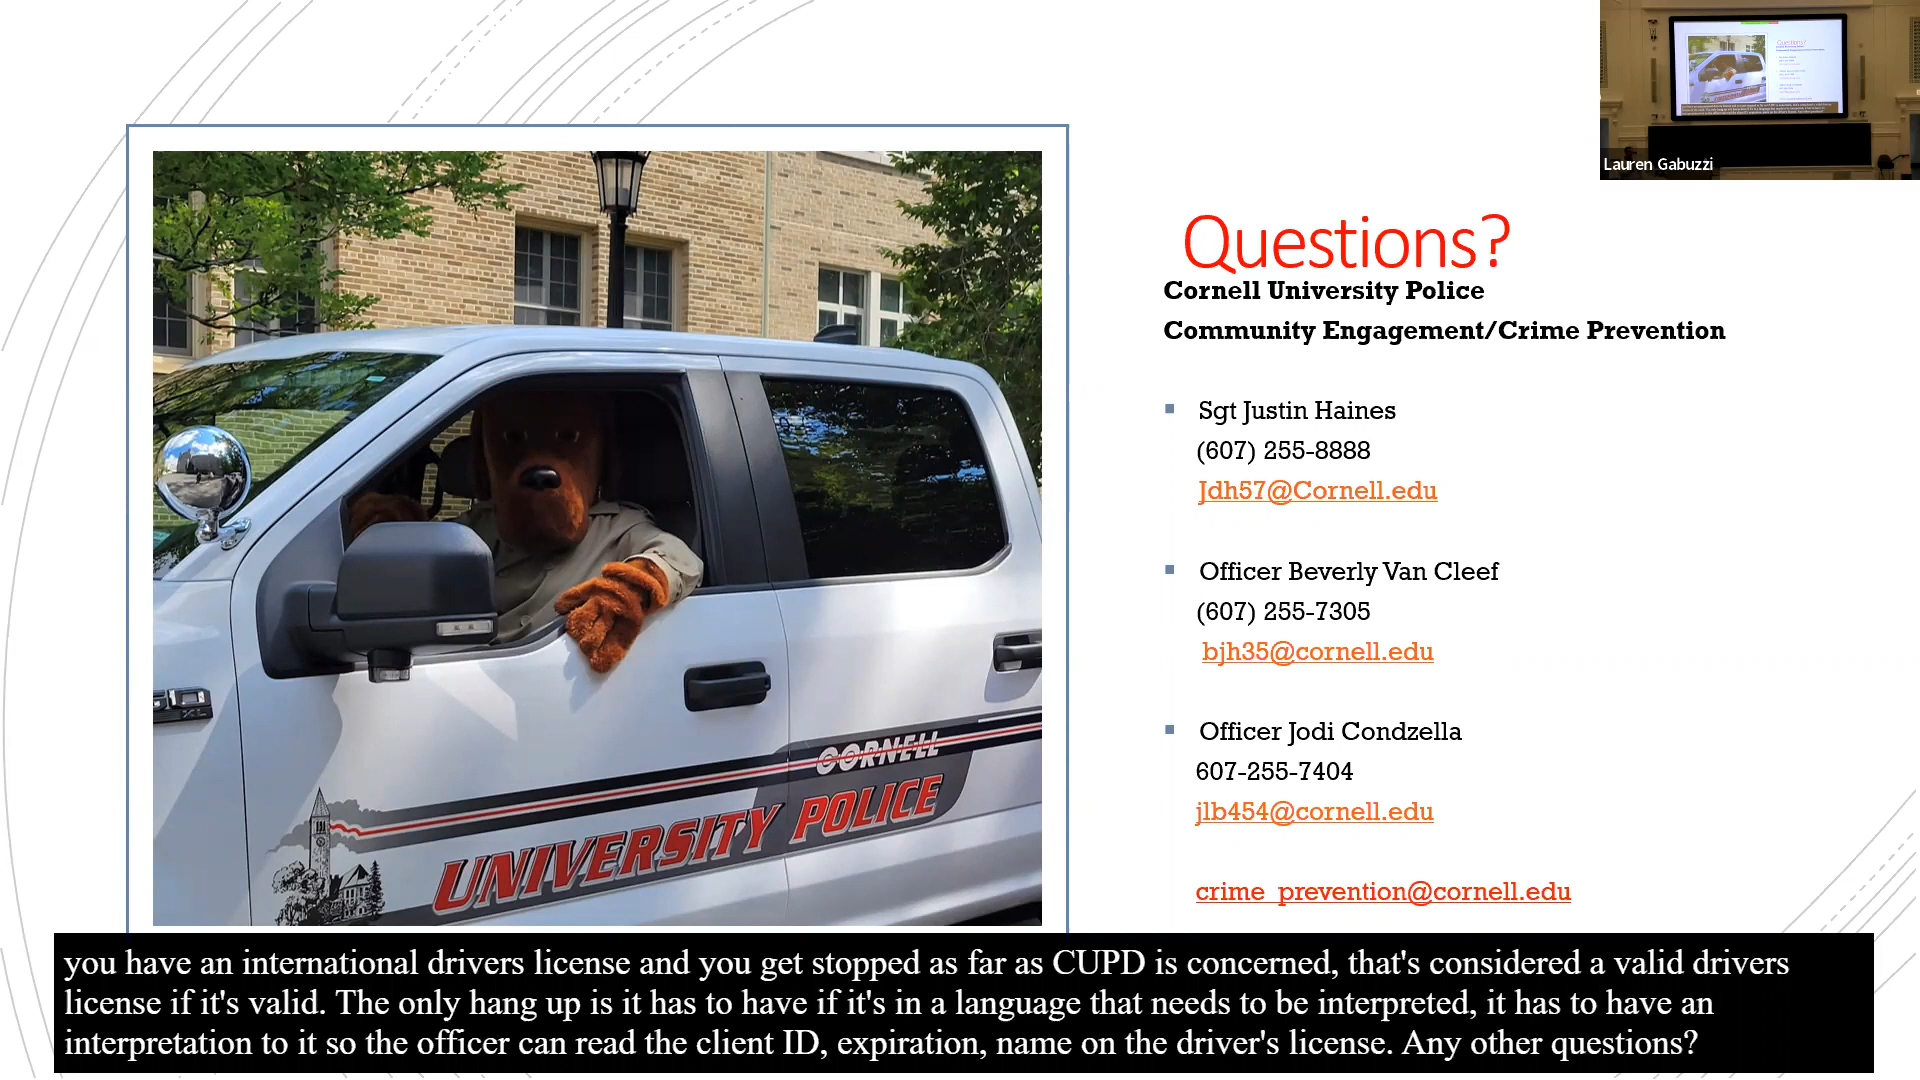 Lauren Gabuzzi
Questions?
Cornell University Police
Community Engagement/Crime Prevention
Sgt Justin Haines
(607) 255-8888
Jdh57@Cornell.edu
Officer Beverly Van Cleef
(607) 255-7305
bjh35@cornell.edu
Officer Jodi Condzella
607-255-7404
jlb454@cornell.edu
crime_prevention@cornell.edu
CORNELL
UNIVERSITY POLICE
you have an international drivers license and you get stopped as far as CUPD is concerned, that's considered a valid drivers
license if it's valid. The only hang up is it has to have if it's in a language that needs to be interpreted, it has to have an
interpretation to it so the officer can read the client ID, expiration, name on the driver's license. Any other questions?